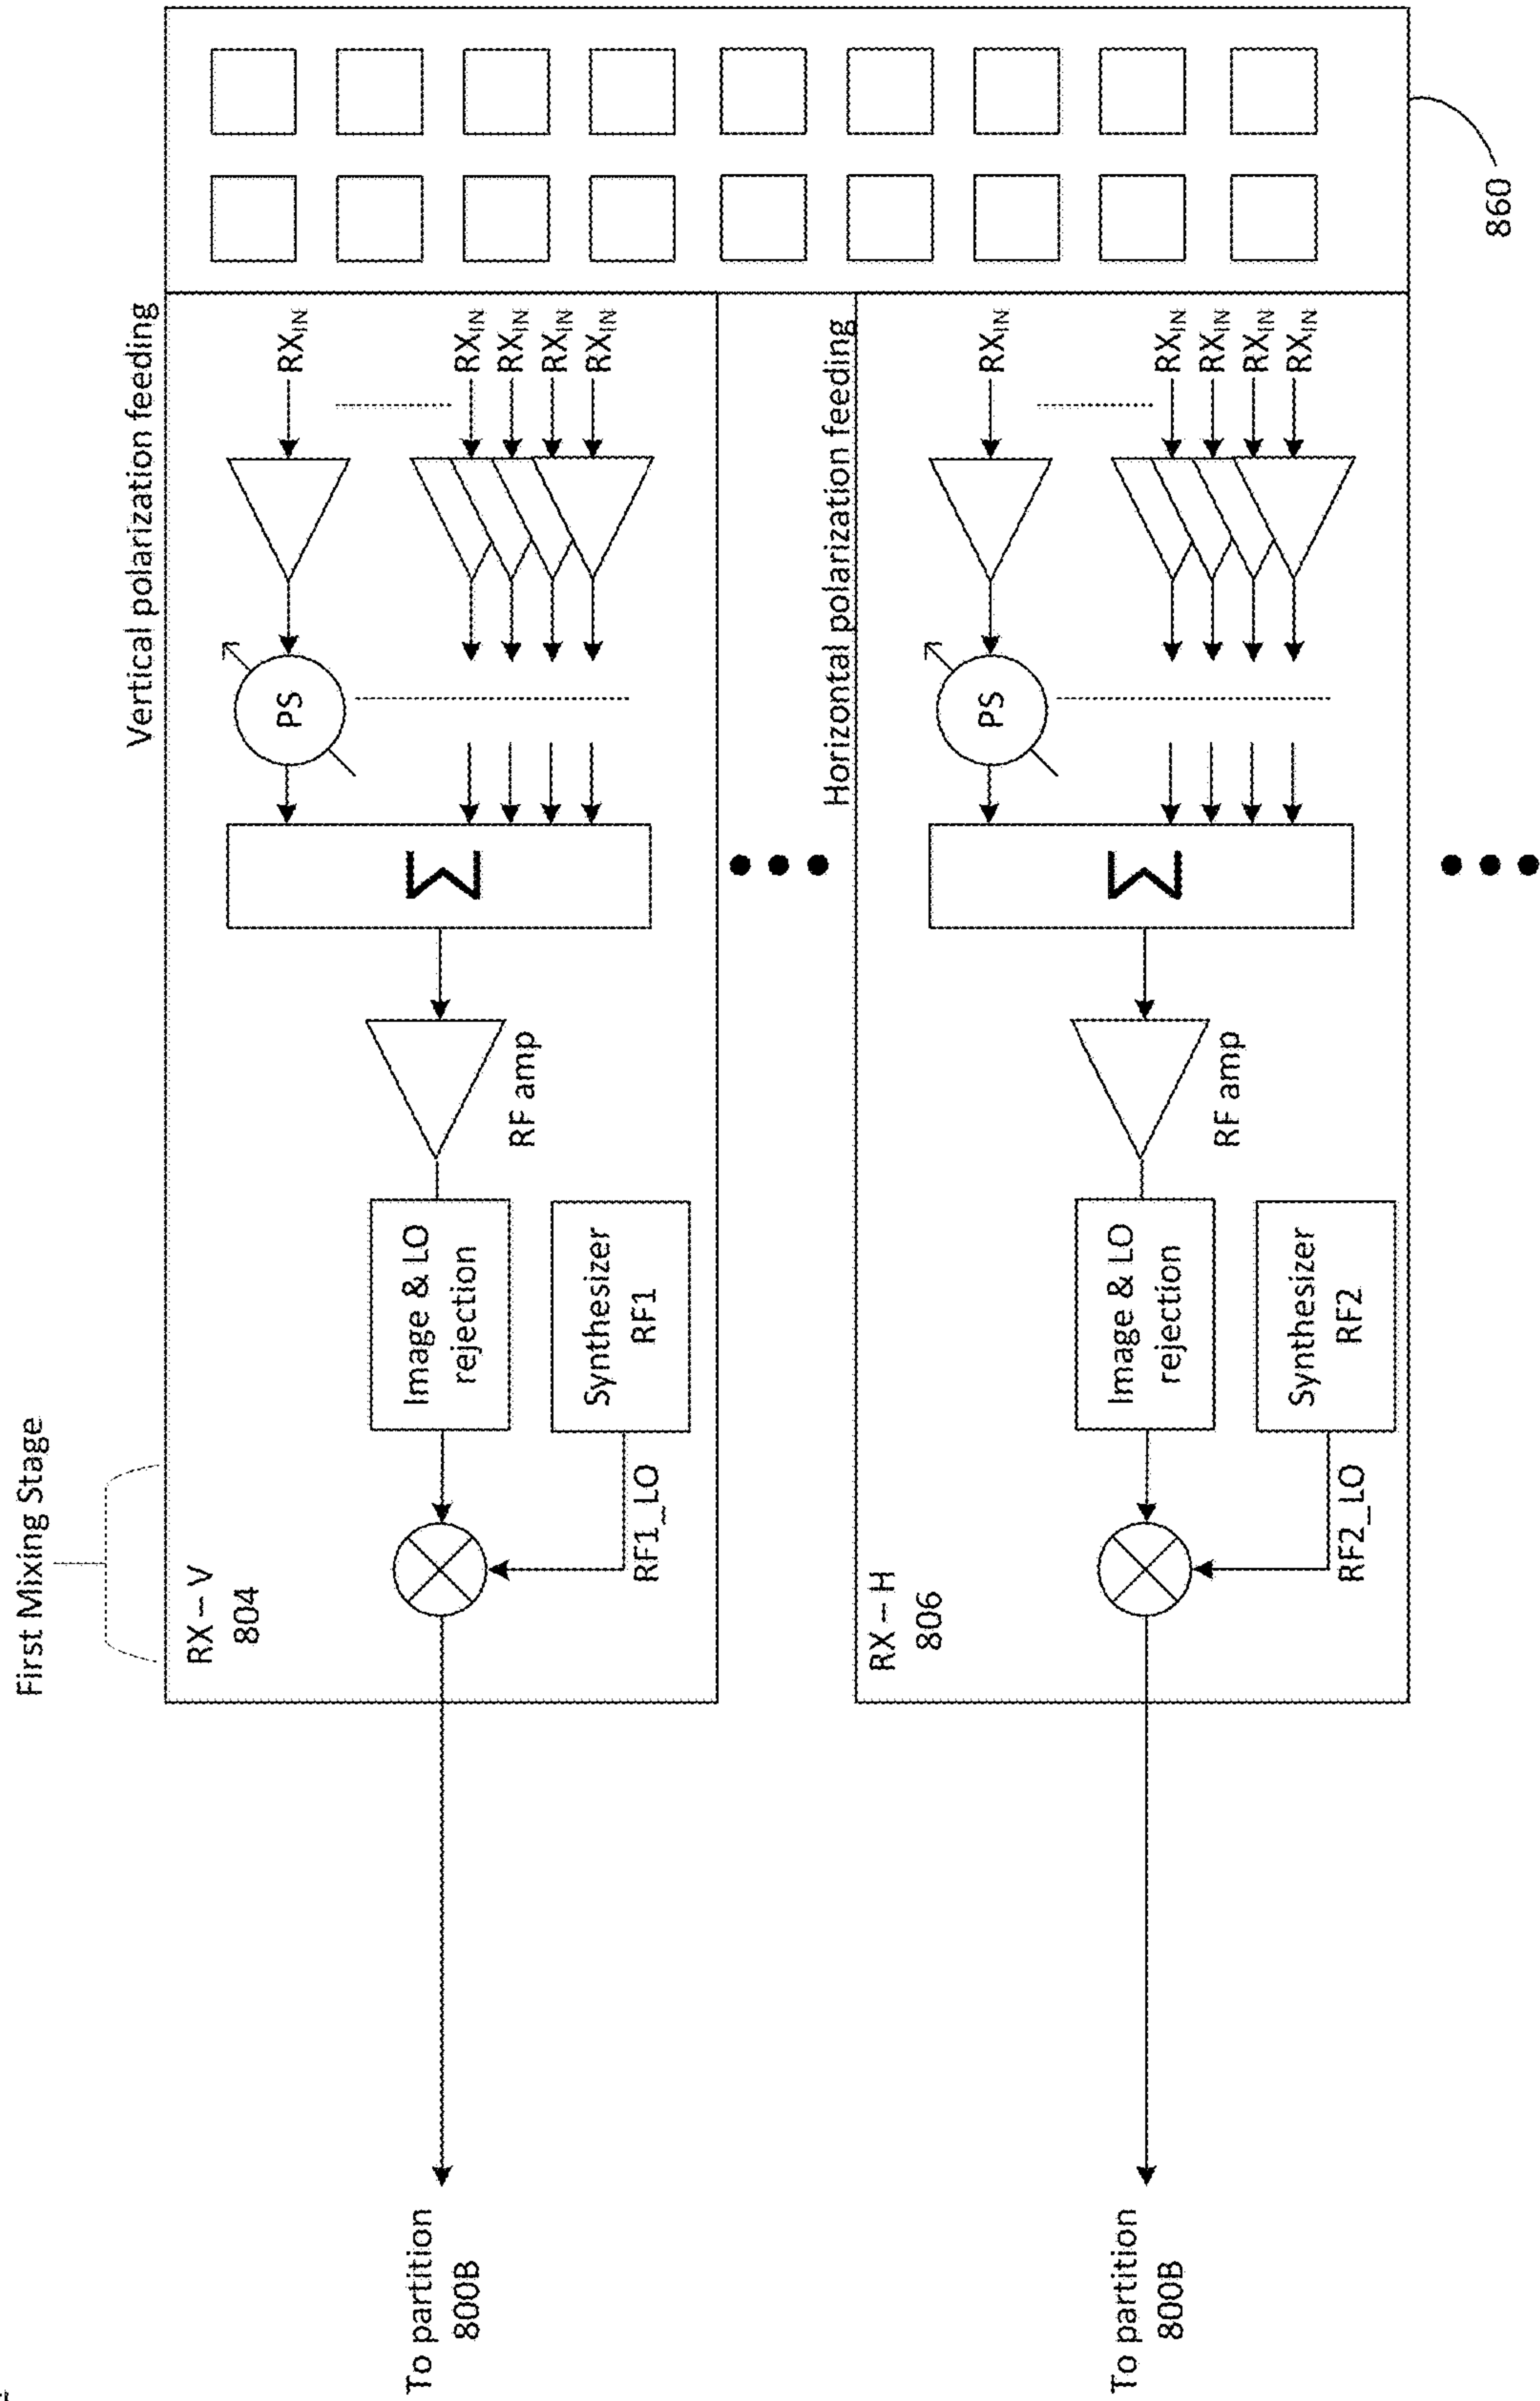 First Mixing Stage
Vertical polarization feeding
RX – V
804
PS
RX_IN
To partition
800B
Image & LO
rejection
Σ
RX_IN
RX_IN
RX_IN
RX_IN
RF amp
Synthesizer
RF1
RF1_LO
Horizontal polarization feeding
RX – H
806
PS
RX_IN
To partition
800B
Image & LO
rejection
Σ
RX_IN
RX_IN
RX_IN
RX_IN
RF amp
Synthesizer
RF2
RF2_LO
860